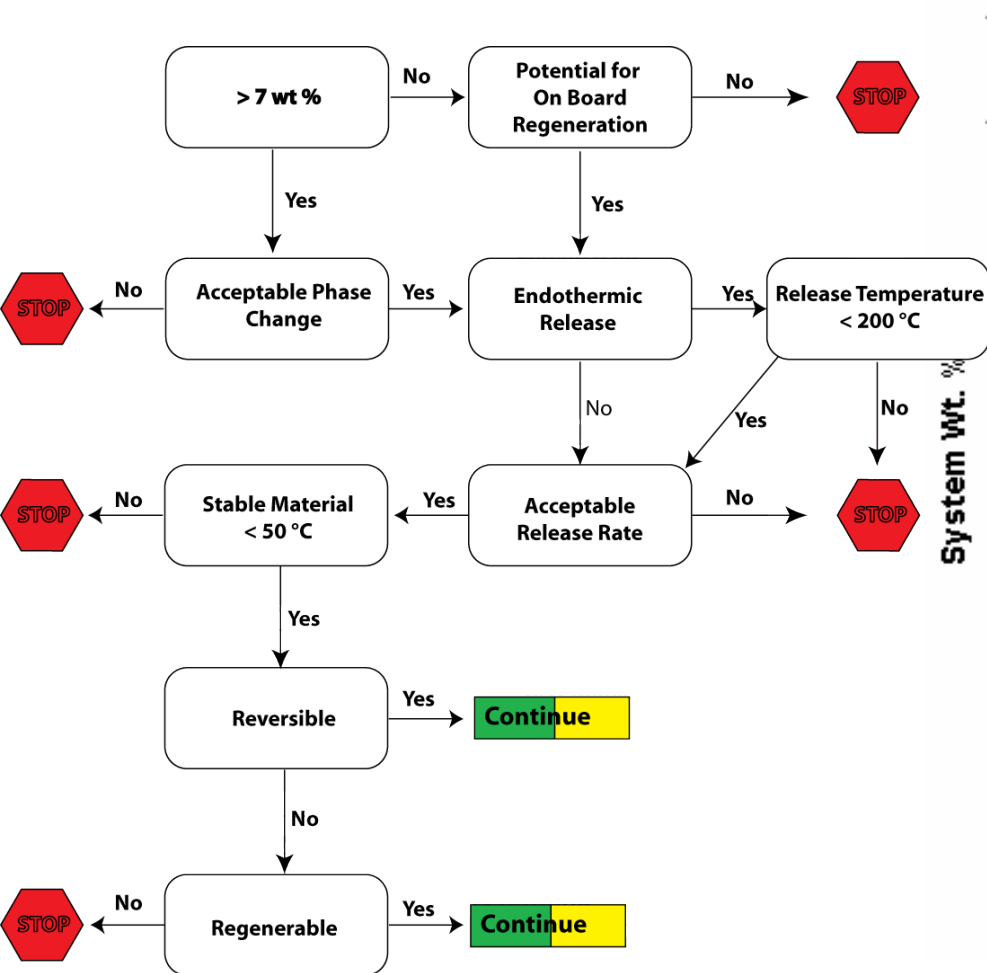 > 7 wt %
No
Potential for
On Board
Regeneration
No
STOP
Yes
Yes
STOP
No
Acceptable Phase
Change
Yes
Endothermic
Release
Yes
Release Temperature
< 200 °C
No
Yes
No
System Wt. %
STOP
No
Stable Material
< 50 °C
Yes
Acceptable
Release Rate
No
STOP
Yes
Reversible
Yes
Continue
No
STOP
No
Regenerable
Yes
Continue